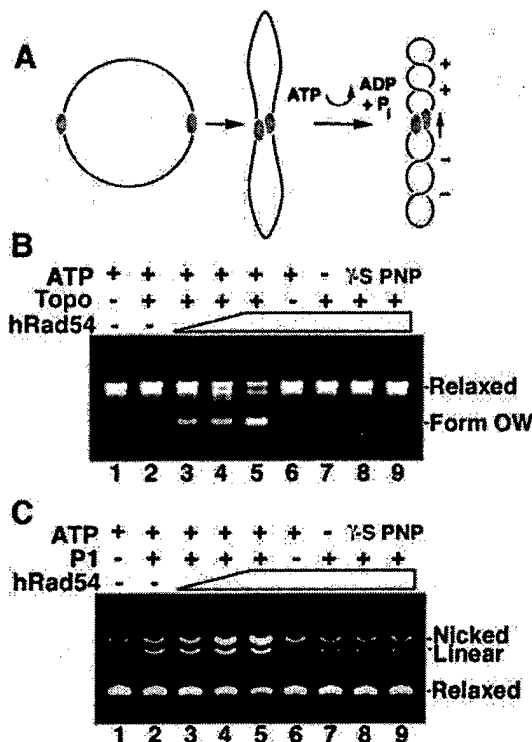 A
ATP ADP
+ Pi
+
+
−
−
B
ATP + + + + + + - γ-S PNP
Topo - + + + + - + + +
hRad54 - -
Relaxed
Form OW
1 2 3 4 5 6 7 8 9
C
ATP + + + + + + - γ-S PNP
P1 - + + + + - + + +
hRad54 - -
Nicked
Linear
Relaxed
1 2 3 4 5 6 7 8 9